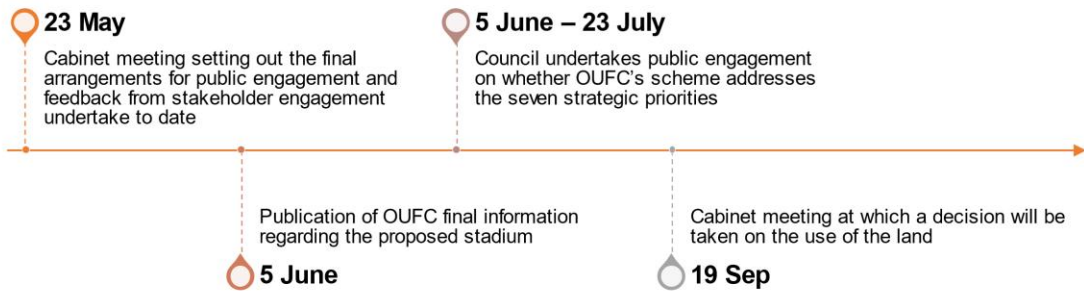 23 May
Cabinet meeting setting out the final
arrangements for public engagement and
feedback from stakeholder engagement
undertake to date
5 June – 23 July
Council undertakes public engagement
on whether OUFC’s scheme addresses
the seven strategic priorities
Publication of OUFC final information
regarding the proposed stadium
5 June
Cabinet meeting at which a decision will be
taken on the use of the land
19 Sep